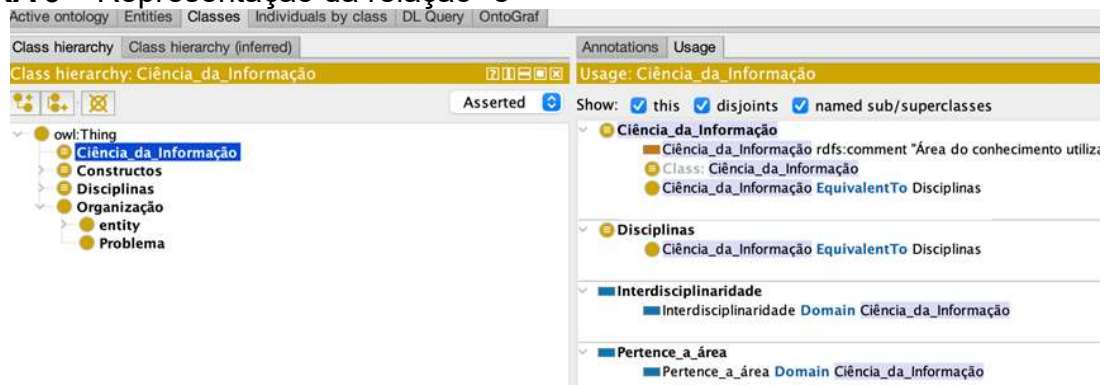 Representação da relação
Active ontology Entities Classes Individuals by class DL Query OntoGraf
Class hierarchy Class hierarchy (inferred)
Class hierarchy: Ciência_da_Informação
Asserted
owl:Thing
Ciência_da_Informação
Constructos
Disciplinas
Organização
entity
Problema
Annotations Usage
Usage: Ciência_da_Informação
Show: this disjoints named sub/superclasses
Ciência_da_Informação
Ciência_da_Informação rdfs:comment "Área do conhecimento utiliza
Class: Ciência_da_Informação
Ciência_da_Informação EquivalentTo Disciplinas
Disciplinas
Ciência_da_Informação EquivalentTo Disciplinas
Interdisciplinaridade
Interdisciplinaridade Domain Ciência_da_Informação
Pertence_a_área
Pertence_a_área Domain Ciência_da_Informação